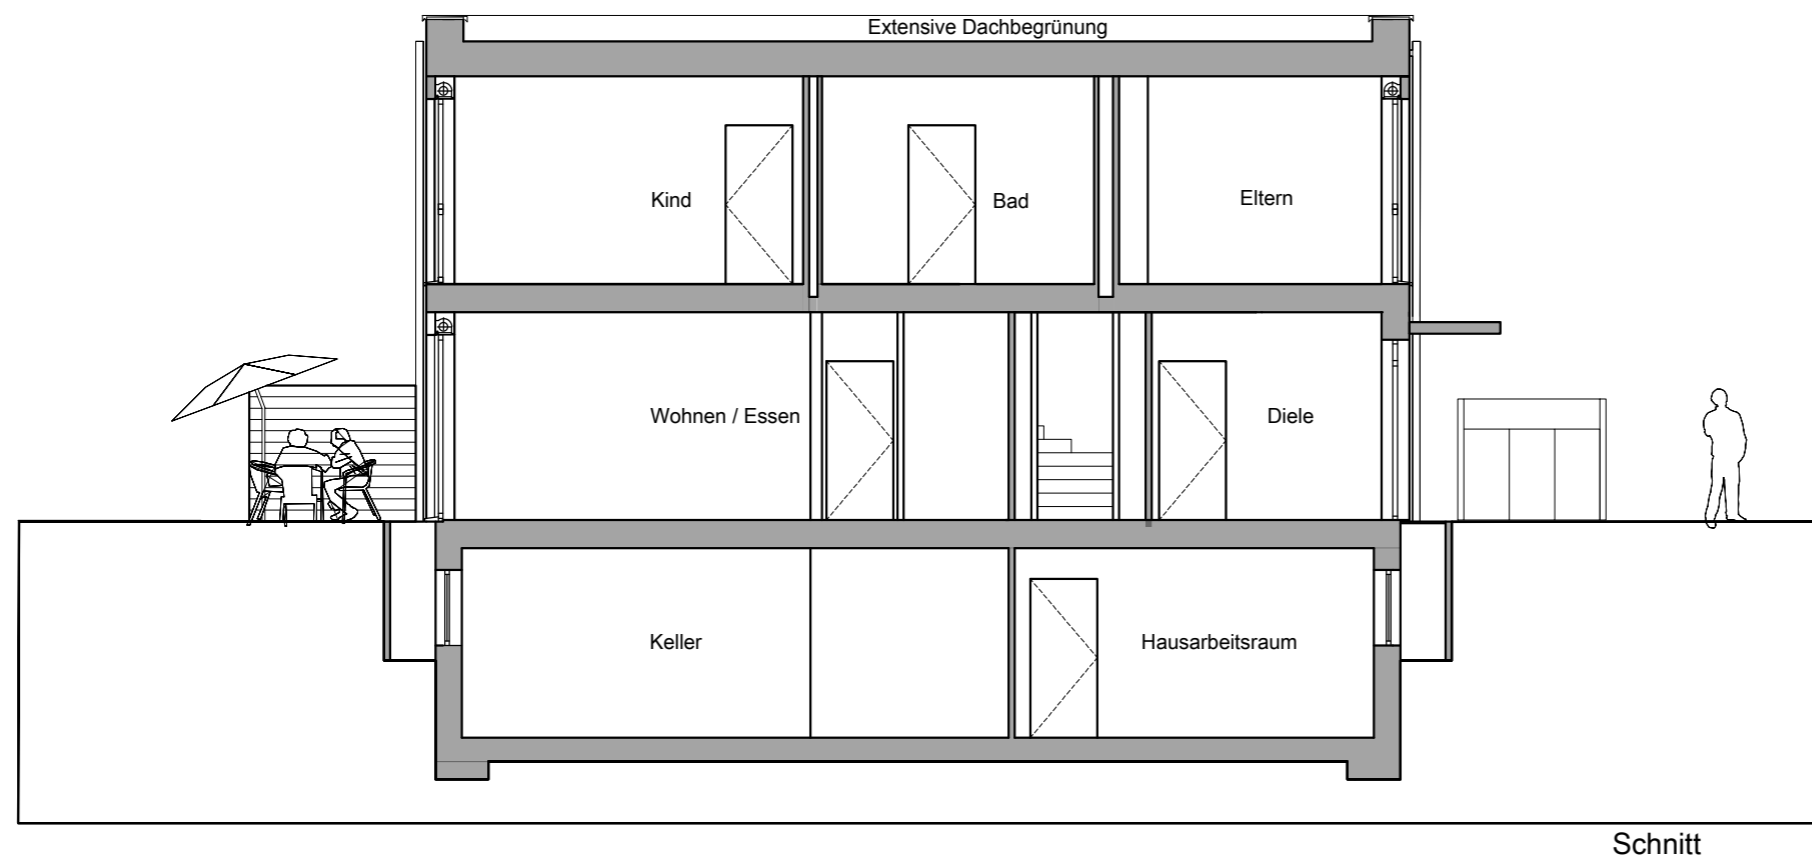 Extensive Dachbegrünung
Kind
Bad
Eltern
Wohnen / Essen
Diele
Keller
Hausarbeitsraum
Schnitt